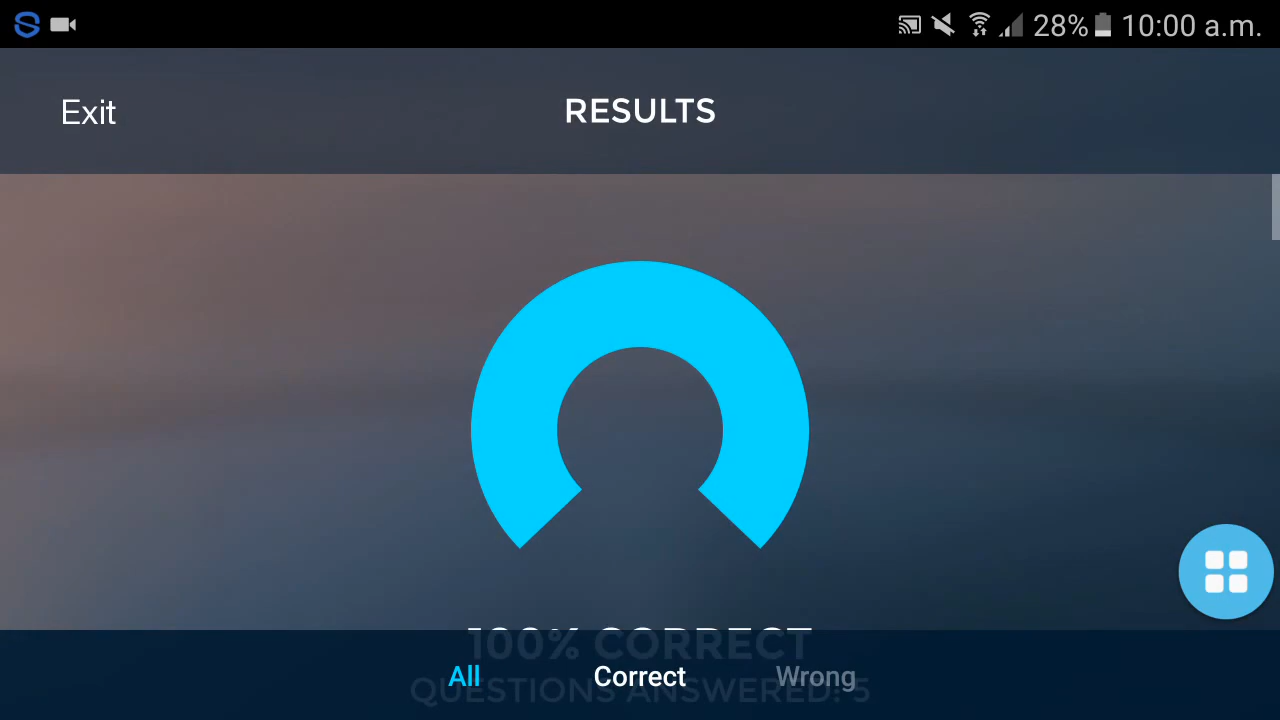 28% 10:00 a.m.
Exit
RESULTS
100% CORRECT
All Correct Wrong
QUESTIONS ANSWERED: 5